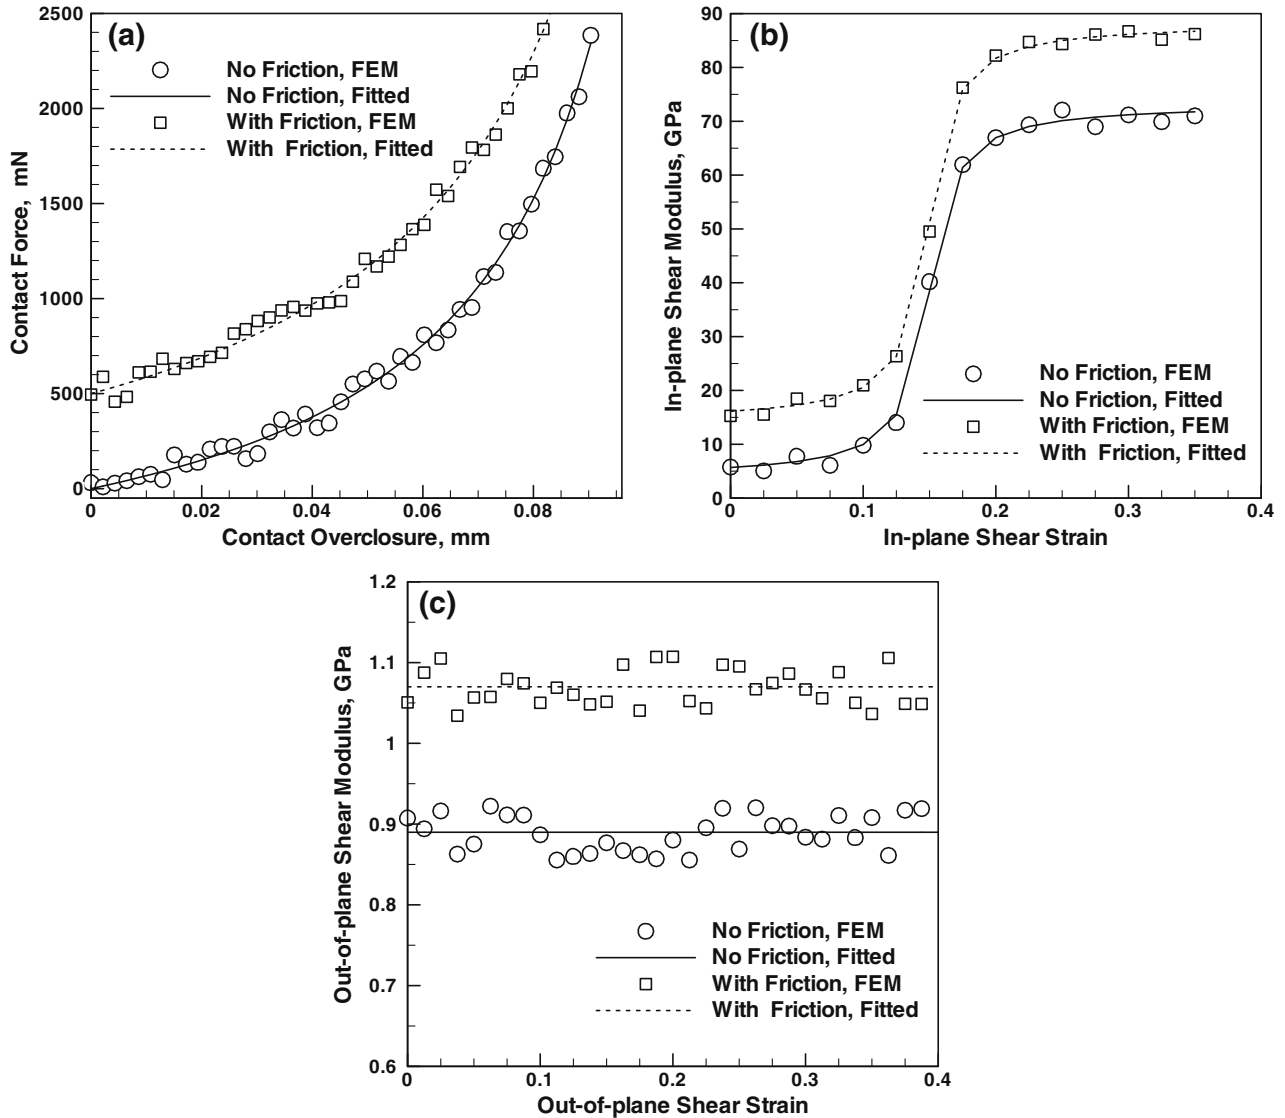 (a)
No Friction, FEM
No Friction, Fitted
With Friction, FEM
With Friction, Fitted
2500
2000
1500
1000
500
0
Contact Force, mN
0
0.02
0.04
0.06
0.08
Contact Overclosure, mm
(b)
90
80
70
60
50
40
30
20
10
0
In-plane Shear Modulus, GPa
No Friction, FEM
No Friction, Fitted
With Friction, FEM
With Friction, Fitted
0
0.1
0.2
0.3
0.4
In-plane Shear Strain
(c)
1.2
1.1
1
0.9
0.8
0.7
0.6
Out-of-plane Shear Modulus, GPa
No Friction, FEM
No Friction, Fitted
With Friction, FEM
With Friction, Fitted
0
0.1
0.2
0.3
0.4
Out-of-plane Shear Strain